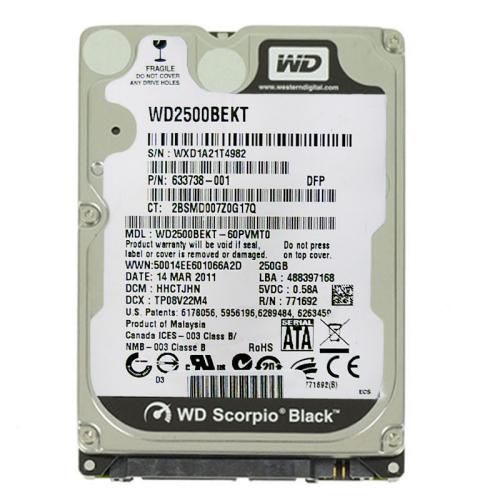 FRAGILE
DO NOT COVER
ANY DRIVE HOLES
WD
www.westerndigital.com
WD2500BEKT
S/N : WXD1A21T4982
P/N: 633738-001 DFP
CT: 2BSMD007Z0G17Q
MDL : WD2500BEKT-60PVMT0
Product warranty will be void if seal, Do not press
label or cover is removed or damaged. on top cover
WWN:50014EE601066A2D 250GB
DATE: 14 MAR 2011 LBA : 488397168
DCM : HHCTJHN 5VDC : 0.58A
DCX : TP08V22M4 R/N : 771692
U.S. Patents: 6178056, 5956196,6289484, 626345
Product of Malaysia
Canada ICES-003 Class B/
NMB-003 Classe B RoHS SERIAL ATA
D3 771692(B)
ECS
WD Scorpio® Black™